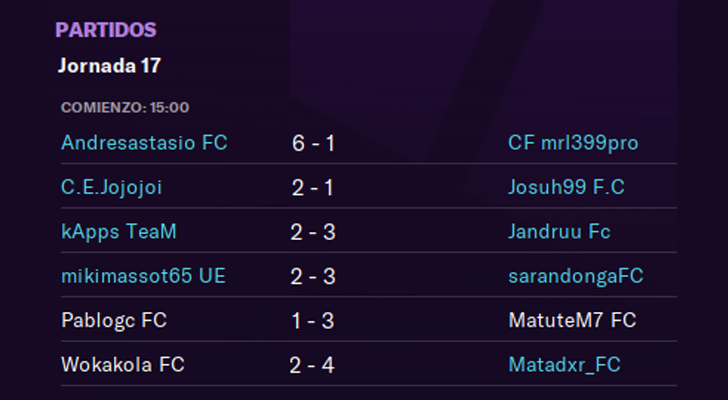 PARTIDOS
Jornada 17
COMIENZO: 15:00
Andresastasio FC 6 - 1 CF mrl399pro
C.E.Jojojoi 2 - 1 Josuh99 F.C
kApps TeaM 2 - 3 Jandruu Fc
mikimassot65 UE 2 - 3 sarandongaFC
Pablogc FC 1 - 3 MatuteM7 FC
Wokakola FC 2 - 4 Matadxr_FC